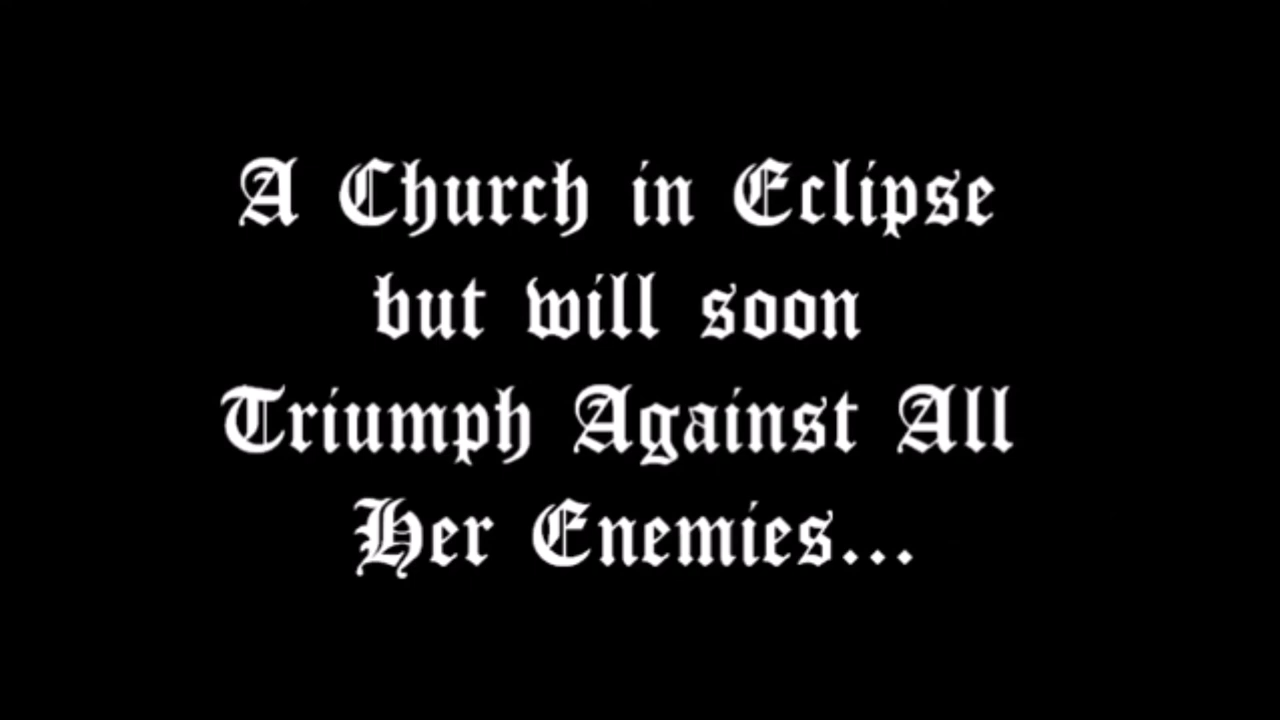 A Church in Eclipse
but will soon
Triumph Against All
Her Enemies...